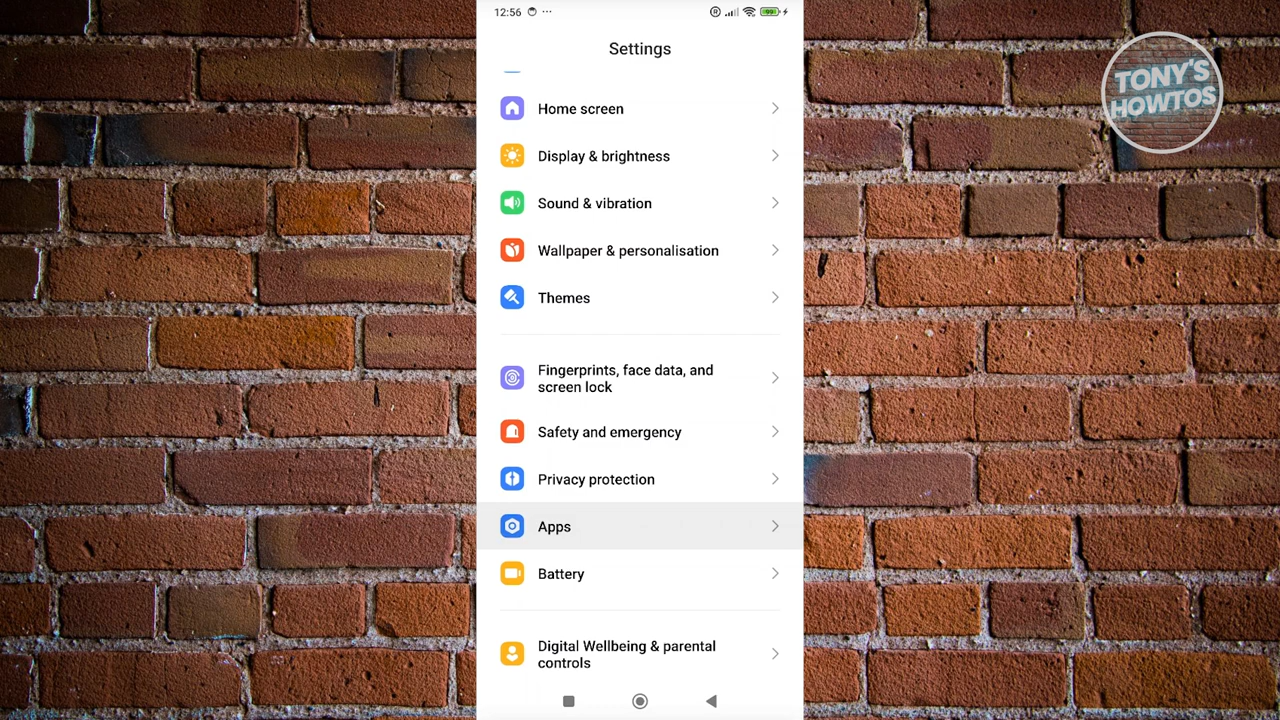 12:56
99
Settings
TONY'S
HOWTOS
Home screen
Display & brightness
Sound & vibration
Wallpaper & personalisation
Themes
Fingerprints, face data, and
screen lock
Safety and emergency
Privacy protection
Apps
Battery
Digital Wellbeing & parental
controls